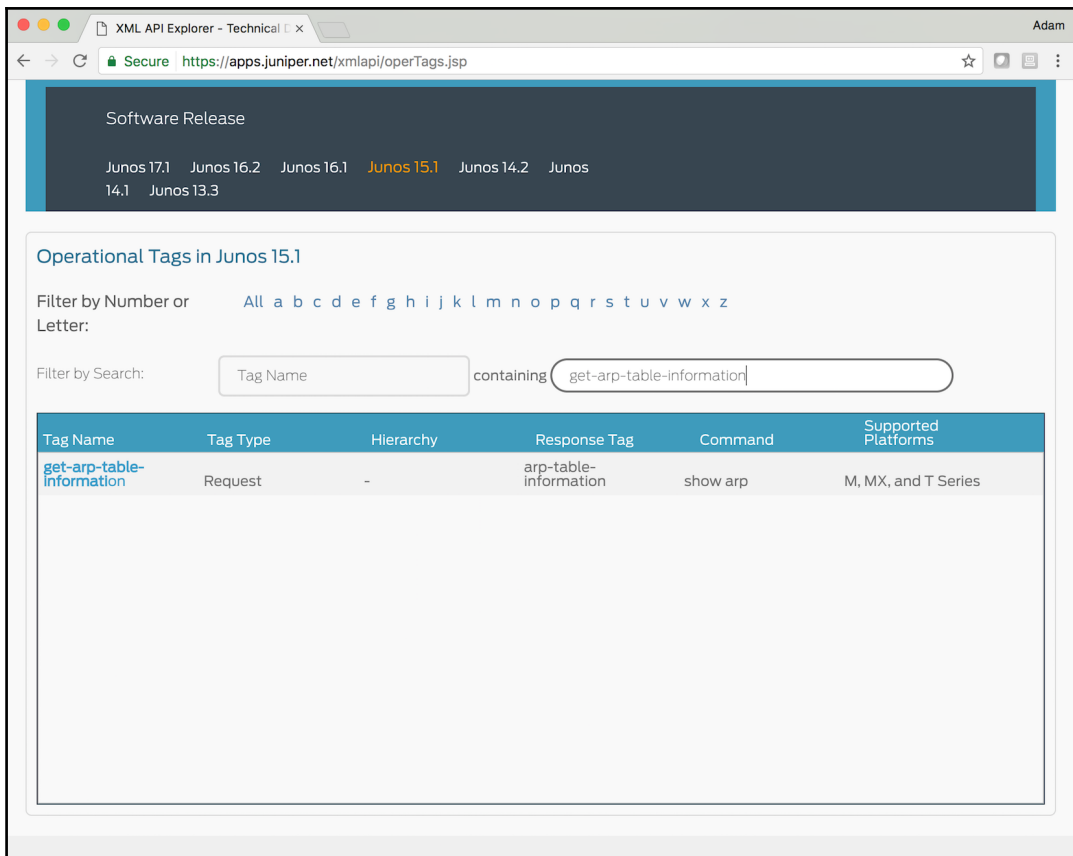 XML API Explorer - Technical D
Adam
Secure https://apps.juniper.net/xmlapi/operTags.jsp
Software Release
Junos 17.1 Junos 16.2 Junos 16.1 Junos 15.1 Junos 14.2 Junos
14.1 Junos 13.3
Operational Tags in Junos 15.1
Filter by Number or
Letter:
All a b c d e f g h i j k l m n o p q r s t u v w x z
Filter by Search:
Tag Name
containing
get-arp-table-information
Tag Name Tag Type Hierarchy Response Tag Command Supported
Platforms
get-arp-table-
information
Request
-
arp-table-
information
show arp
M, MX, and T Series